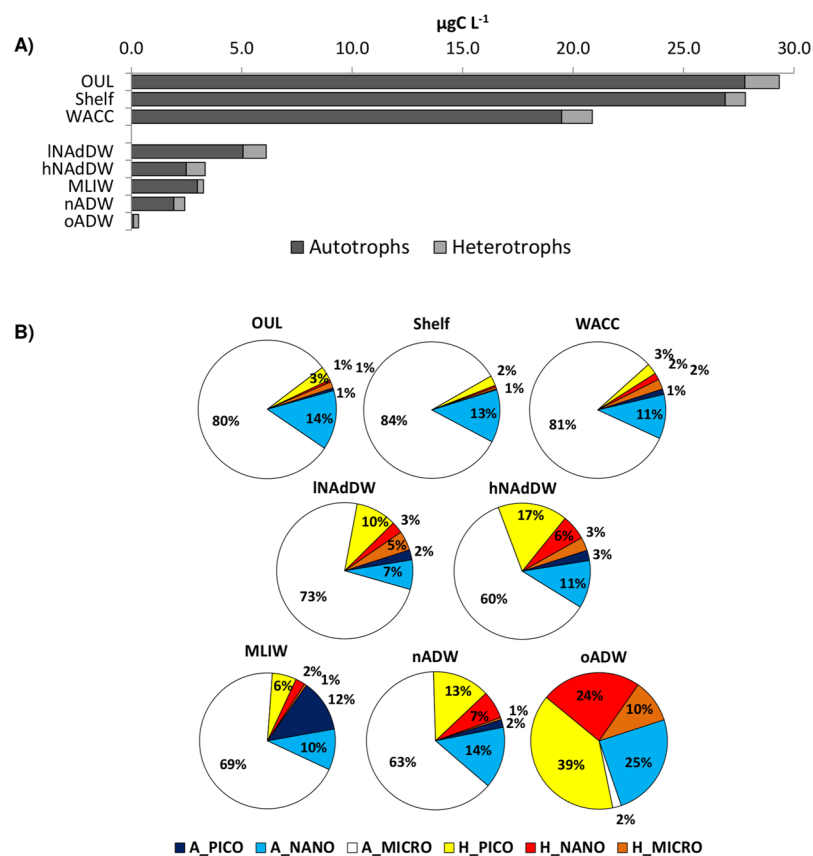 µgC L-1
A)
0.0 5.0 10.0 15.0 20.0 25.0 30.0
OUL
Shelf
WACC
lNAdDW
hNAdDW
MLIW
nADW
oADW
Autotrophs Heterotrophs
B)
OUL Shelf WACC
80% 3% 1% 1% 1% 14%
84% 2% 1% 13%
81% 3% 2% 2% 1% 11%
lNAdDW hNAdDW
73% 10% 3% 5% 2% 7%
60% 17% 6% 3% 3% 11%
MLIW nADW oADW
69% 6% 2% 1% 12% 10%
63% 13% 7% 1% 2% 14%
39% 24% 10% 25% 2%
A_PICO A_NANO A_MICRO H_PICO H_NANO H_MICRO